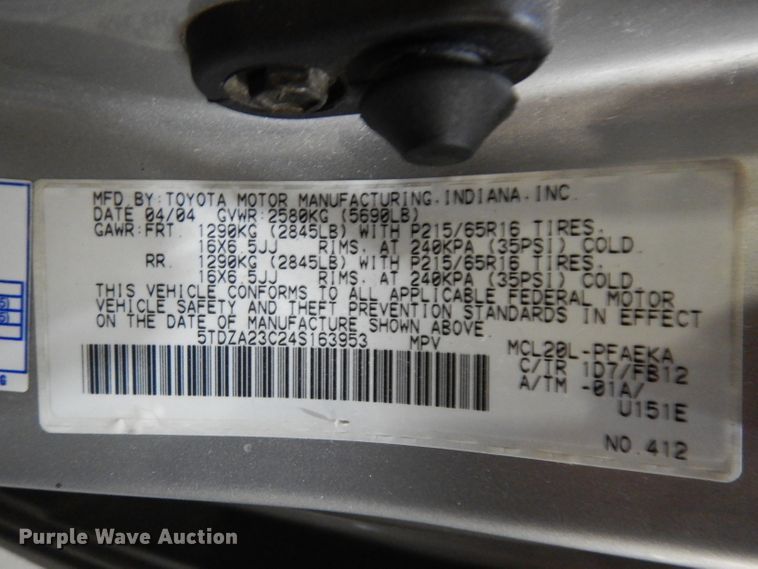 MFD.BY:TOYOTA MOTOR MANUFACTURING.INDIANA.INC.
DATE 04/04 GVWR:2580KG (5690LB)
GAWR:FRT. 1290KG (2845LB) WITH P215/65R16 TIRES.
16X6.5JJ RIMS. AT 240KPA (35PSI) COLD.
RR. 1290KG (2845LB) WITH P215/65R16 TIRES.
16X6.5JJ RIMS. AT 240KPA (35PSI) COLD.
THIS VEHICLE CONFORMS TO ALL APPLICABLE FEDERAL MOTOR
VEHICLE SAFETY AND THEFT PREVENTION STANDARDS IN EFFECT
ON THE DATE OF MANUFACTURE SHOWN ABOVE.
5TDZA23C24S163953 MPV MCL20L-PFAEKA
C/TR 1D7/FB12
A/TM -01A/
U151E
NO.412
Purple Wave Auction